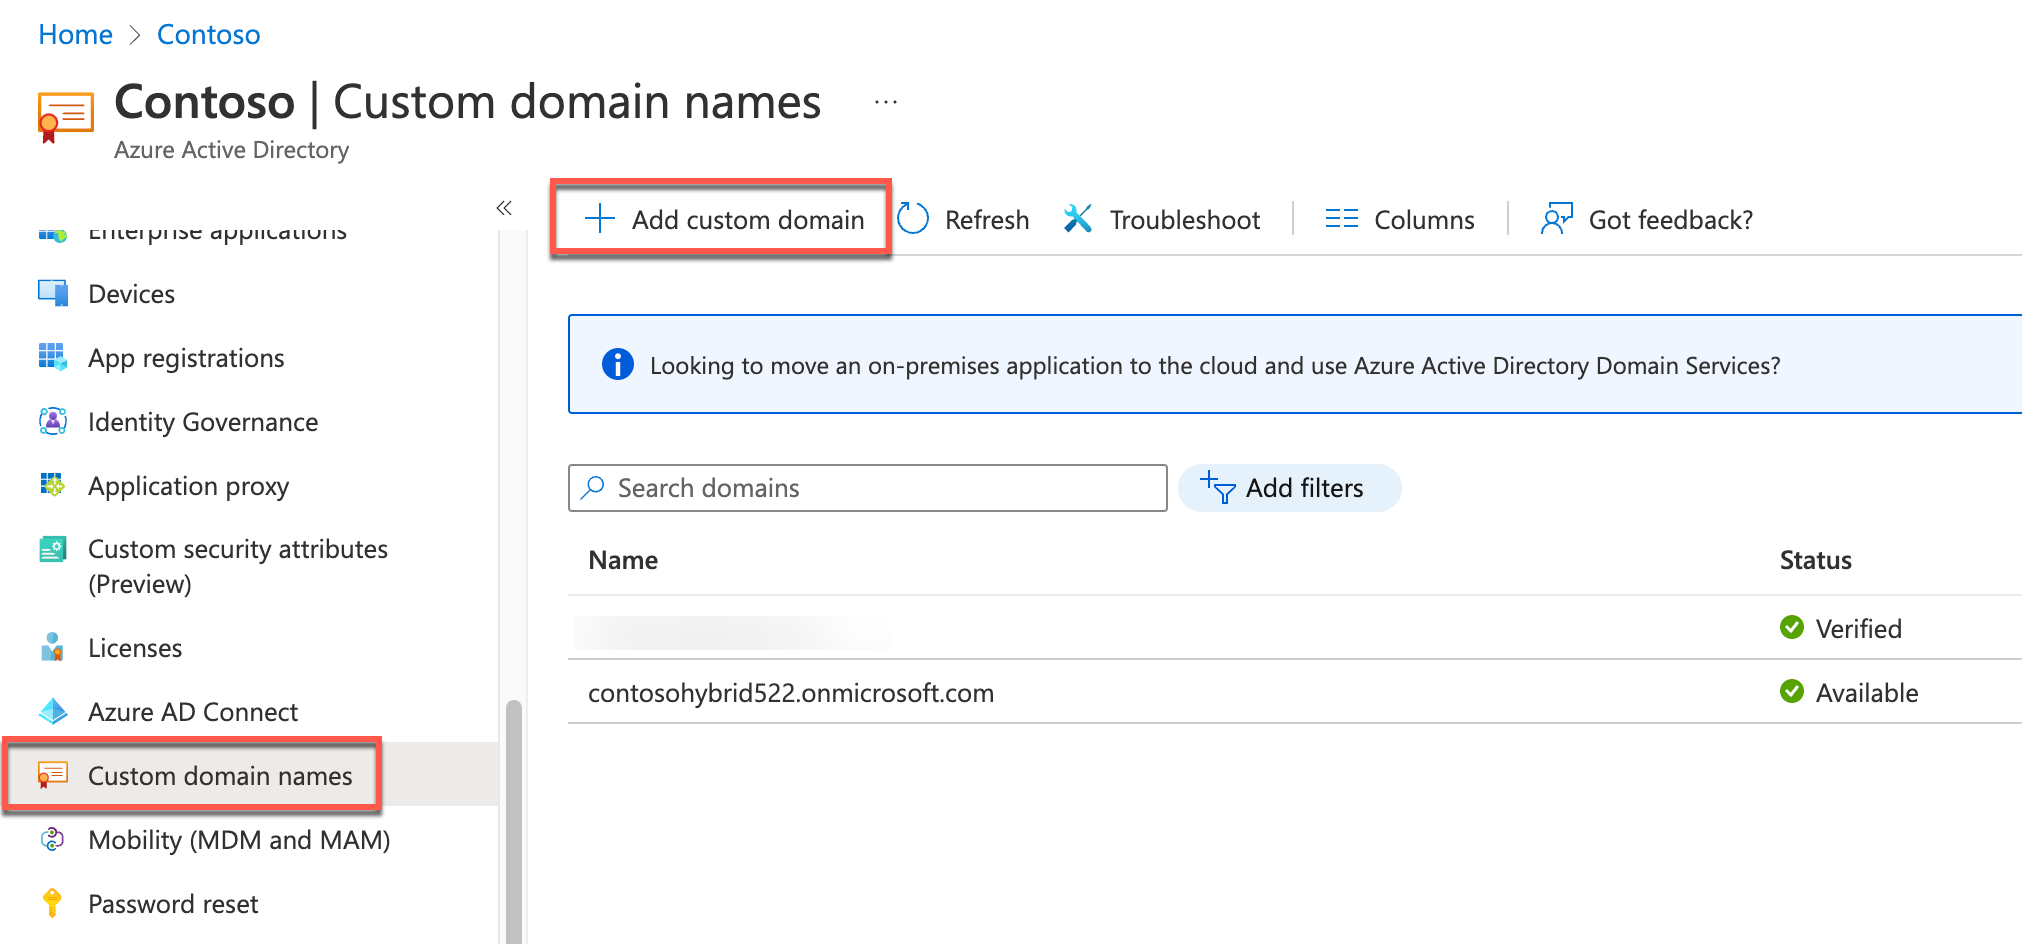 Home > Contoso
Contoso | Custom domain names ...
Azure Active Directory
«
Enterprise applications
Devices
App registrations
Identity Governance
Application proxy
Custom security attributes
(Preview)
Licenses
Azure AD Connect
Custom domain names
Mobility (MDM and MAM)
Password reset
Add custom domain Refresh Troubleshoot Columns Got feedback?
Looking to move an on-premises application to the cloud and use Azure Active Directory Domain Services?
Search domains Add filters
Name Status
Verified
contosohybrid522.onmicrosoft.com Available